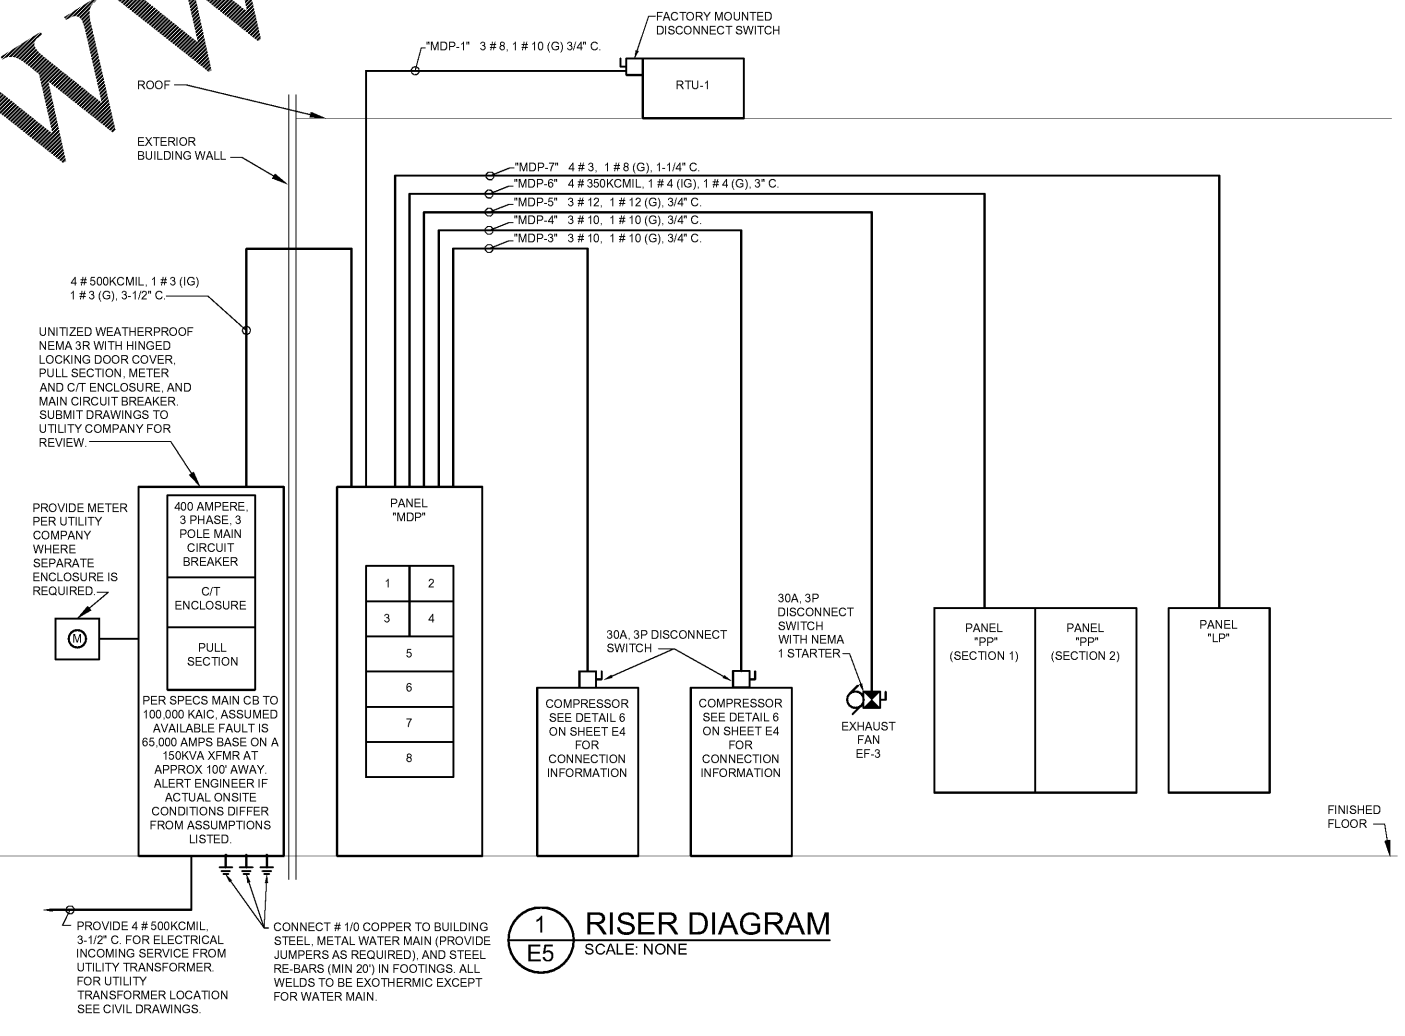 WW
FACTORY MOUNTED
DISCONNECT SWITCH
"MDP-1" 3 # 8, 1 # 10 (G) 3/4" C.
RTU-1
ROOF
EXTERIOR
BUILDING WALL
"MDP-7" 4 # 3, 1 # 8 (G), 1-1/4" C.
"MDP-6" 4 # 350KCMIL, 1 # 4 (IG), 1 # 4 (G), 3" C.
"MDP-5" 3 # 12, 1 # 12 (G), 3/4" C.
"MDP-4" 3 # 10, 1 # 10 (G), 3/4" C.
"MDP-3" 3 # 10, 1 # 10 (G), 3/4" C.
4 # 500KCMIL, 1 # 3 (IG)
1 # 3 (G), 3-1/2" C.
UNITIZED WEATHERPROOF
NEMA 3R WITH HINGED
LOCKING DOOR COVER,
PULL SECTION, METER
AND C/T ENCLOSURE, AND
MAIN CIRCUIT BREAKER.
SUBMIT DRAWINGS TO
UTILITY COMPANY FOR
REVIEW.
PROVIDE METER
PER UTILITY
COMPANY
WHERE
SEPARATE
ENCLOSURE IS
REQUIRED.
M
400 AMPERE,
3 PHASE, 3
POLE MAIN
CIRCUIT
BREAKER
C/T
ENCLOSURE
PULL
SECTION
PER SPECS MAIN CB TO
100,000 KAIC, ASSUMED
AVAILABLE FAULT IS
65,000 AMPS BASE ON A
150KVA XFMR AT
APPROX 100' AWAY.
ALERT ENGINEER IF
ACTUAL ONSITE
CONDITIONS DIFFER
FROM ASSUMPTIONS
LISTED.
PANEL
"MDP"
1 2
3 4
5
6
7
8
30A, 3P DISCONNECT
SWITCH
COMPRESSOR
SEE DETAIL 6
ON SHEET E4
FOR
CONNECTION
INFORMATION
COMPRESSOR
SEE DETAIL 6
ON SHEET E4
FOR
CONNECTION
INFORMATION
30A, 3P
DISCONNECT
SWITCH
WITH NEMA
1 STARTER
EXHAUST
FAN
EF-3
PANEL
"PP"
(SECTION 1)
PANEL
"PP"
(SECTION 2)
PANEL
"LP"
FINISHED
FLOOR
PROVIDE 4 # 500KCMIL,
3-1/2" C. FOR ELECTRICAL
INCOMING SERVICE FROM
UTILITY TRANSFORMER.
FOR UTILITY
TRANSFORMER LOCATION
SEE CIVIL DRAWINGS.
CONNECT # 1/0 COPPER TO BUILDING
STEEL, METAL WATER MAIN (PROVIDE
JUMPERS AS REQUIRED), AND STEEL
RE-BARS (MIN 20') IN FOOTINGS. ALL
WELDS TO BE EXOTHERMIC EXCEPT
FOR WATER MAIN.
1
E5
RISER DIAGRAM
SCALE: NONE